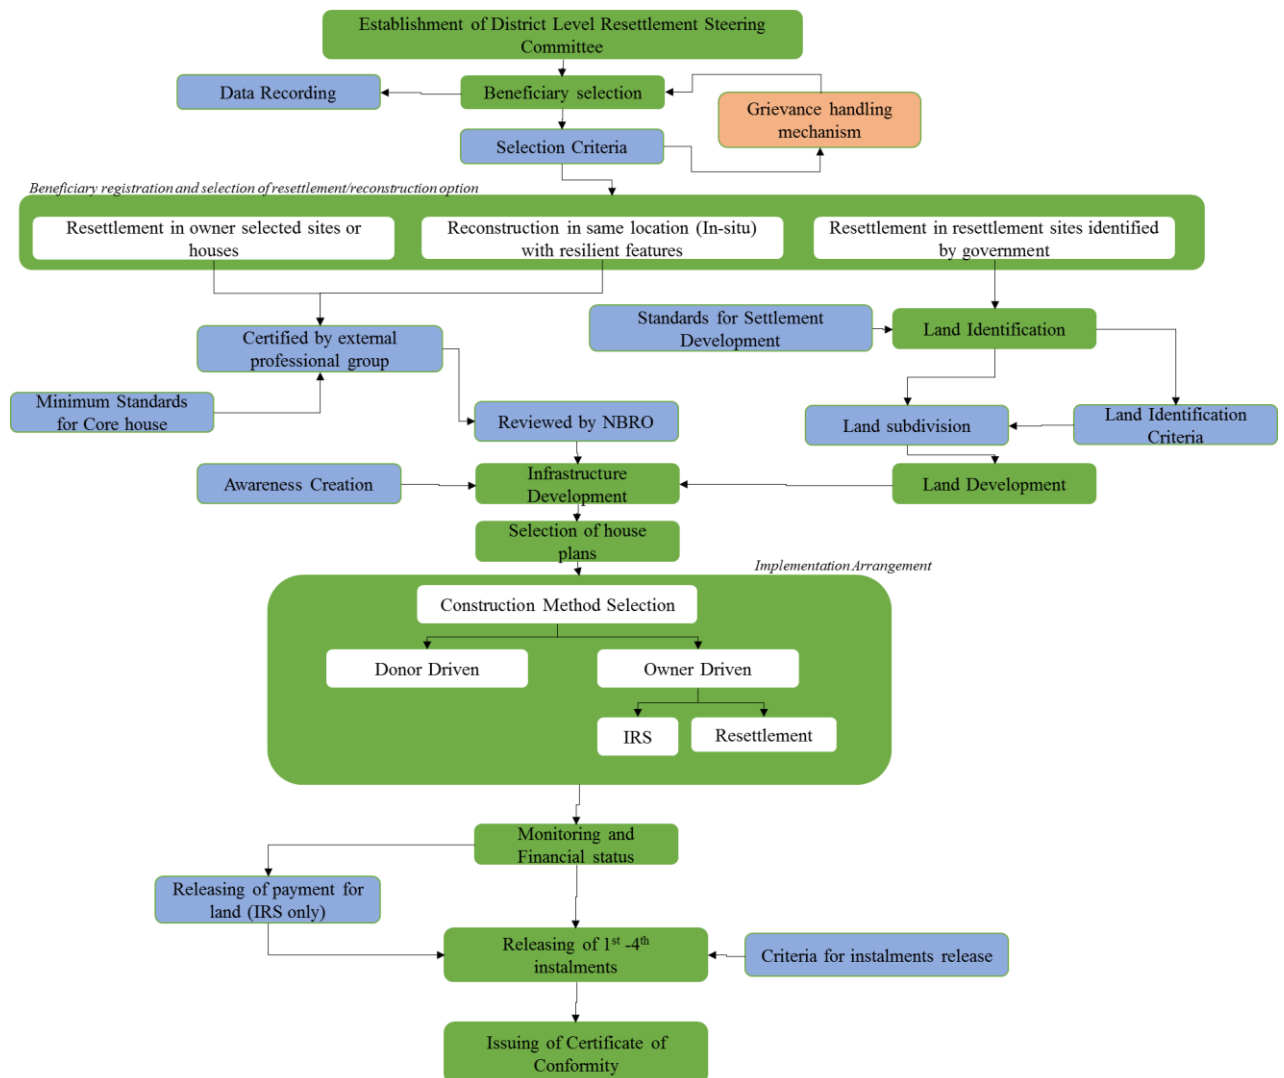 Establishment of District Level Resettlement Steering
Committee
Data Recording
Beneficiary selection
Grievance handling
mechanism
Selection Criteria
Beneficiary registration and selection of resettlement/reconstruction option
Resettlement in owner selected sites or
houses
Reconstruction in same location (In-situ)
with resilient features
Resettlement in resettlement sites identified
by government
Certified by external
professional group
Standards for Settlement
Development
Land Identification
Minimum Standards
for Core house
Reviewed by NBRO
Land subdivision
Land Identification
Criteria
Awareness Creation
Infrastructure
Development
Land Development
Selection of house
plans
Implementation Arrangement
Construction Method Selection
Donor Driven
Owner Driven
IRS
Resettlement
Monitoring and
Financial status
Releasing of payment for
land (IRS only)
Releasing of 1st -4th
instalments
Criteria for instalments release
Issuing of Certificate of
Conformity